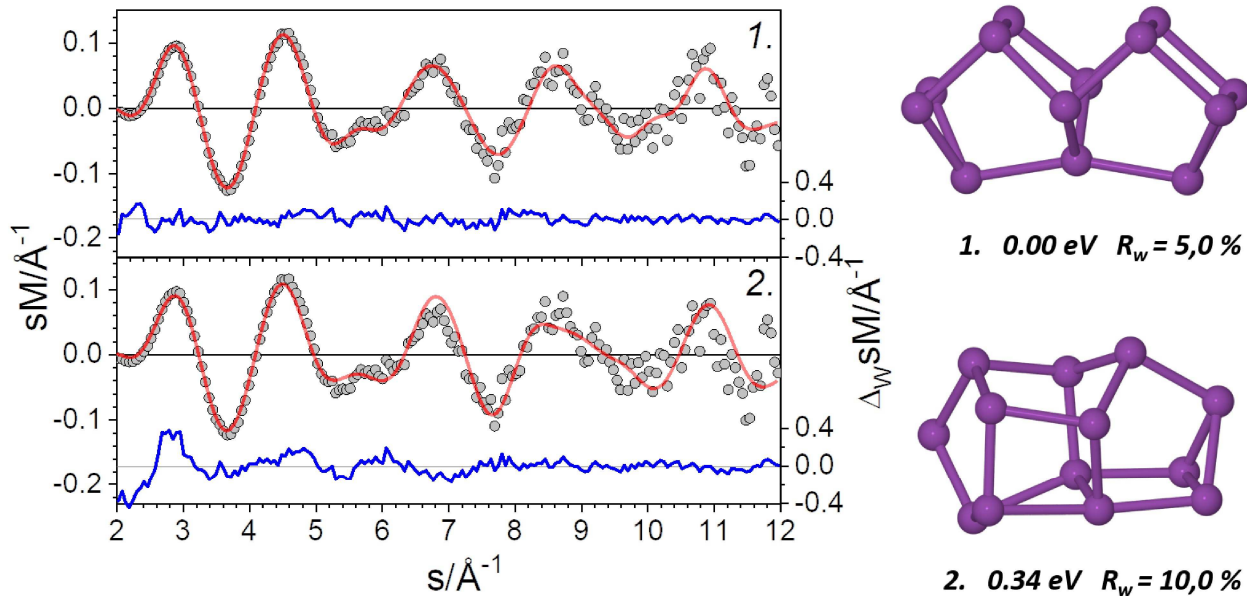 1.
0.1
0.0
-0.1
-0.2
0.4
0.0
-0.4
sM/Å⁻¹
2.
0.1
0.0
-0.1
-0.2
0.4
0.0
-0.4
ΔwsM/Å⁻¹
2 3 4 5 6 7 8 9 10 11 12
s/Å⁻¹
1. 0.00 eV Rw = 5,0 %
2. 0.34 eV Rw = 10,0 %